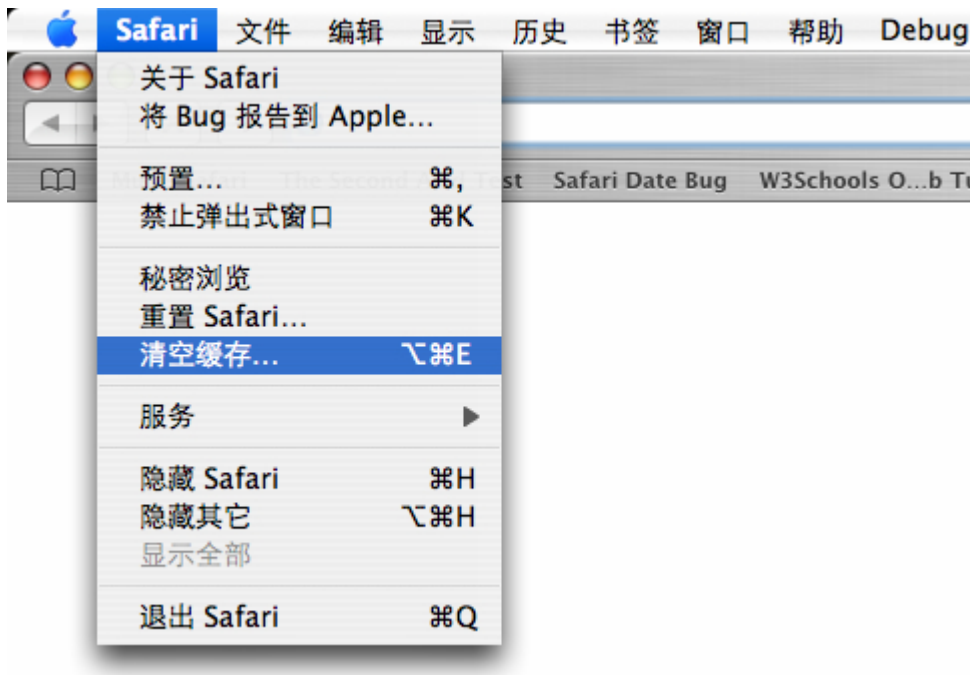 Safari 文件 编辑 显示 历史 书签 窗口 帮助 Debug
关于 Safari
将 Bug 报告到 Apple...
预置... ⌘,
st Safari Date Bug W3Schools O...b Tu
禁止弹出式窗口 ⌘K
秘密浏览
重置 Safari...
清空缓存... ⌥⌘E
服务
隐藏 Safari ⌘H
隐藏其它 ⌥⌘H
显示全部
退出 Safari ⌘Q